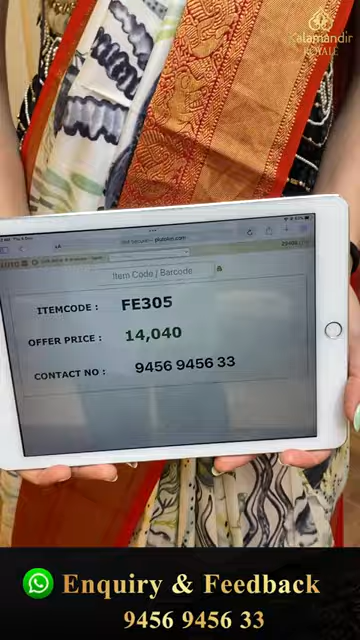 Kalamandir
ROYALE
Item Code / Barcode
ITEMCODE : FE305
OFFER PRICE : 14,040
CONTACT NO : 9456 9456 33
Enquiry & Feedback
9456 9456 33